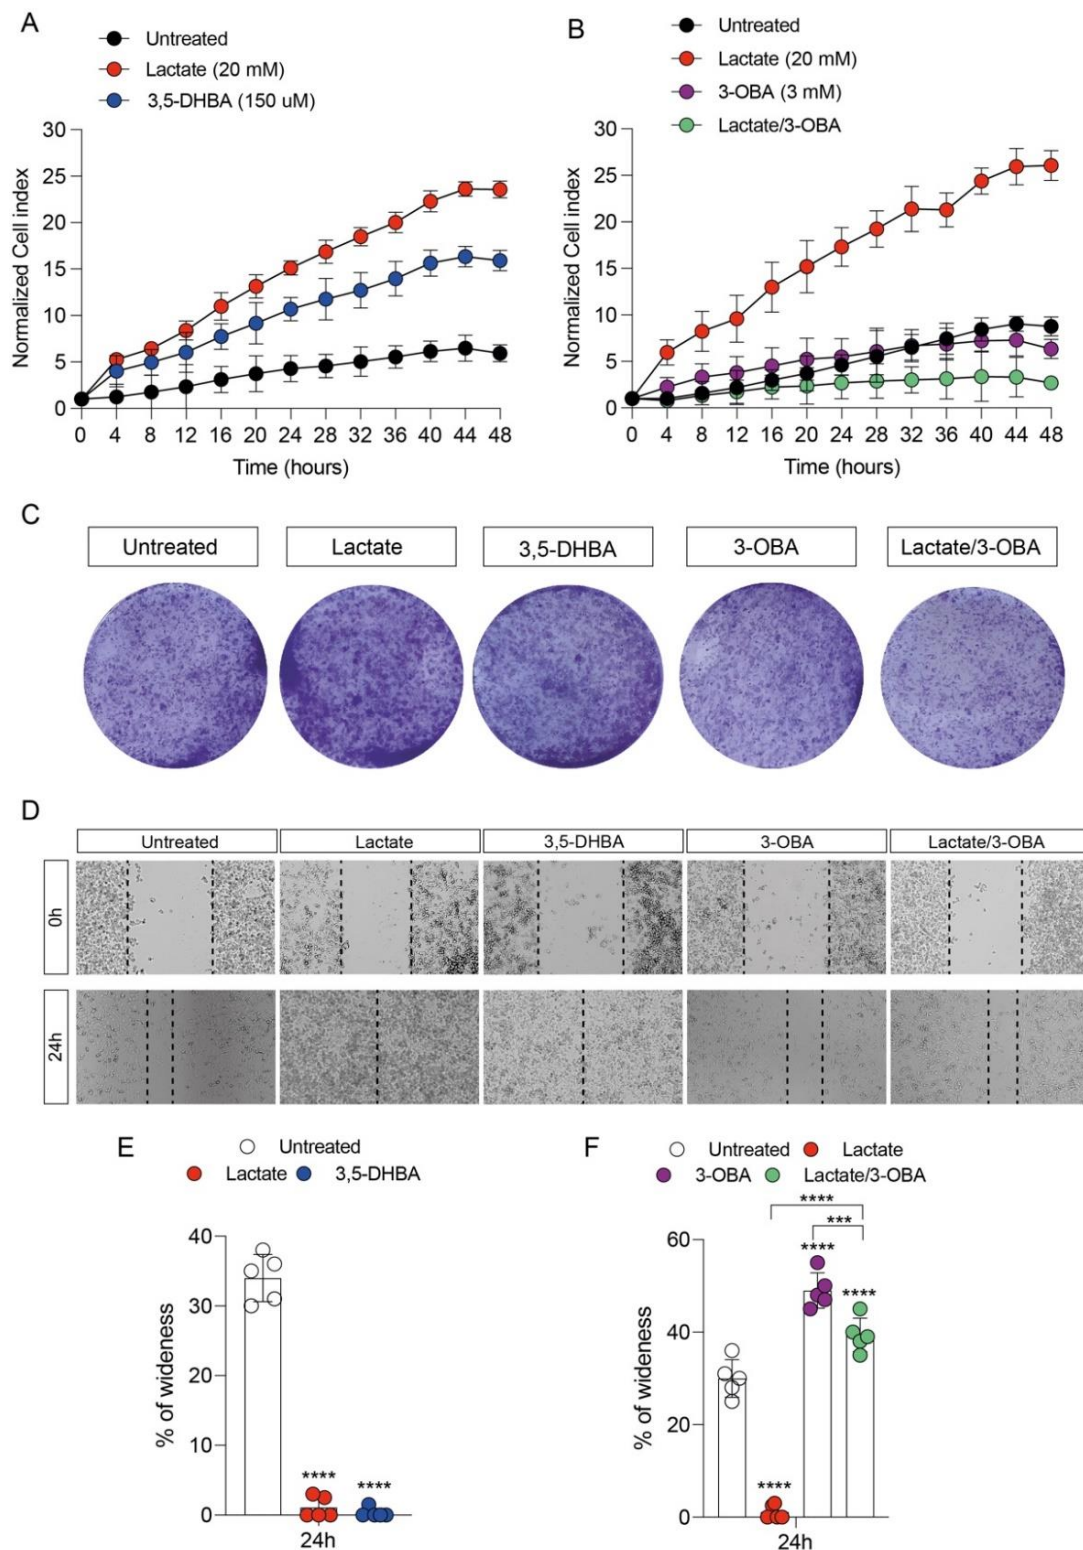 A
Untreated
Lactate (20 mM)
3,5-DHBA (150 uM)
Normalized Cell index
30
25
20
15
10
5
0
0 4 8 12 16 20 24 28 32 36 40 44 48
Time (hours)
B
Untreated
Lactate (20 mM)
3-OBA (3 mM)
Lactate/3-OBA
Normalized Cell index
30
25
20
15
10
5
0
0 4 8 12 16 20 24 28 32 36 40 44 48
Time (hours)
C
Untreated Lactate 3,5-DHBA 3-OBA Lactate/3-OBA
D
Untreated Lactate 3,5-DHBA 3-OBA Lactate/3-OBA
0h
24h
E
Untreated
Lactate 3,5-DHBA
% of wideness
40
30
20
10
0
**** ****
24h
F
Untreated Lactate
3-OBA Lactate/3-OBA
% of wideness
60
40
20
0
****
***
****
****
****
24h